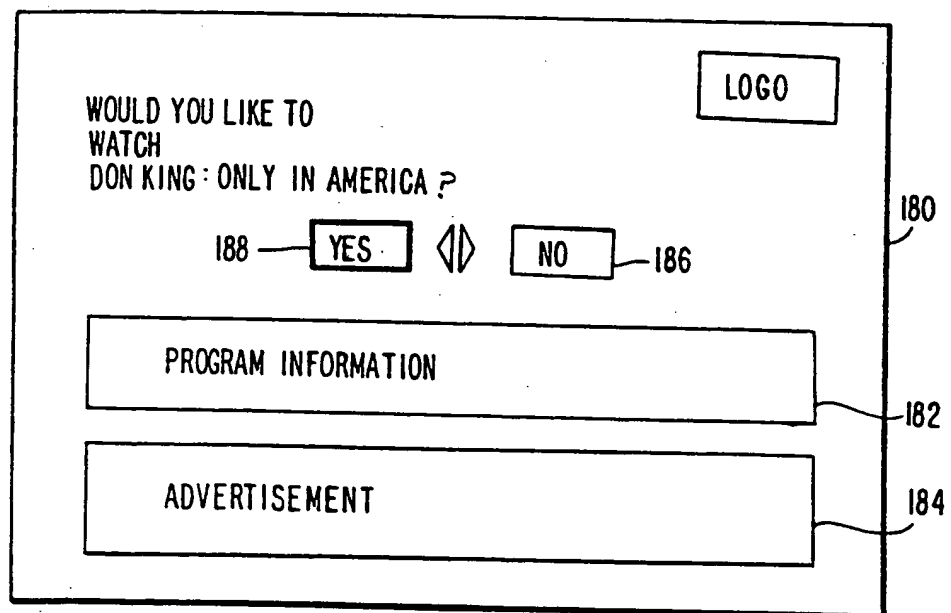 LOGO
WOULD YOU LIKE TO
WATCH
DON KING: ONLY IN AMERICA?
180
188 YES NO 186
PROGRAM INFORMATION
182
ADVERTISEMENT
184